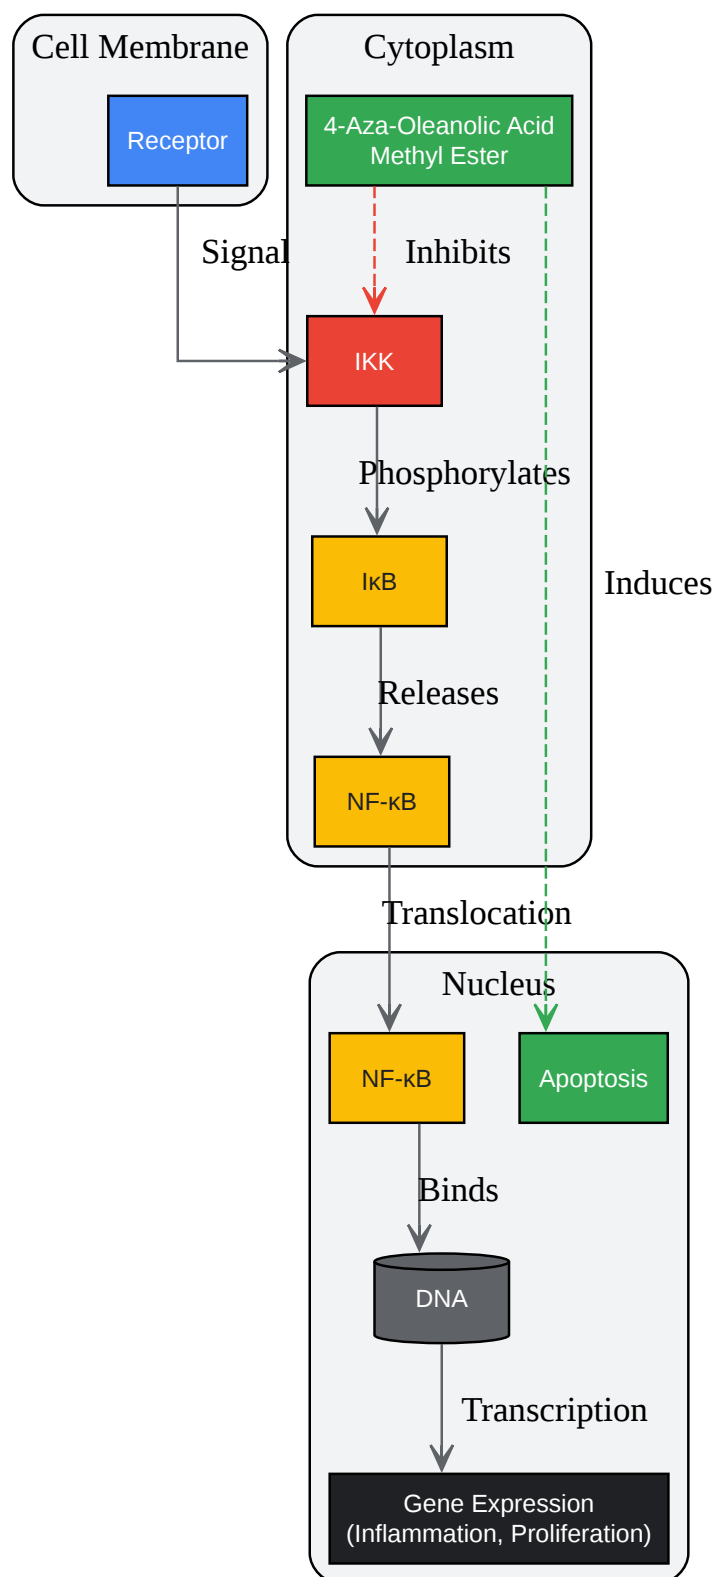 Cell Membrane
Cytoplasm
Receptor
4-Aza-Oleanolic Acid
Methyl Ester
Signal
Inhibits
IKK
Phosphorylates
IκB
Induces
Releases
NF-κB
Translocation
Nucleus
NF-κB
Apoptosis
Binds
DNA
Transcription
Gene Expression
(Inflammation, Proliferation)